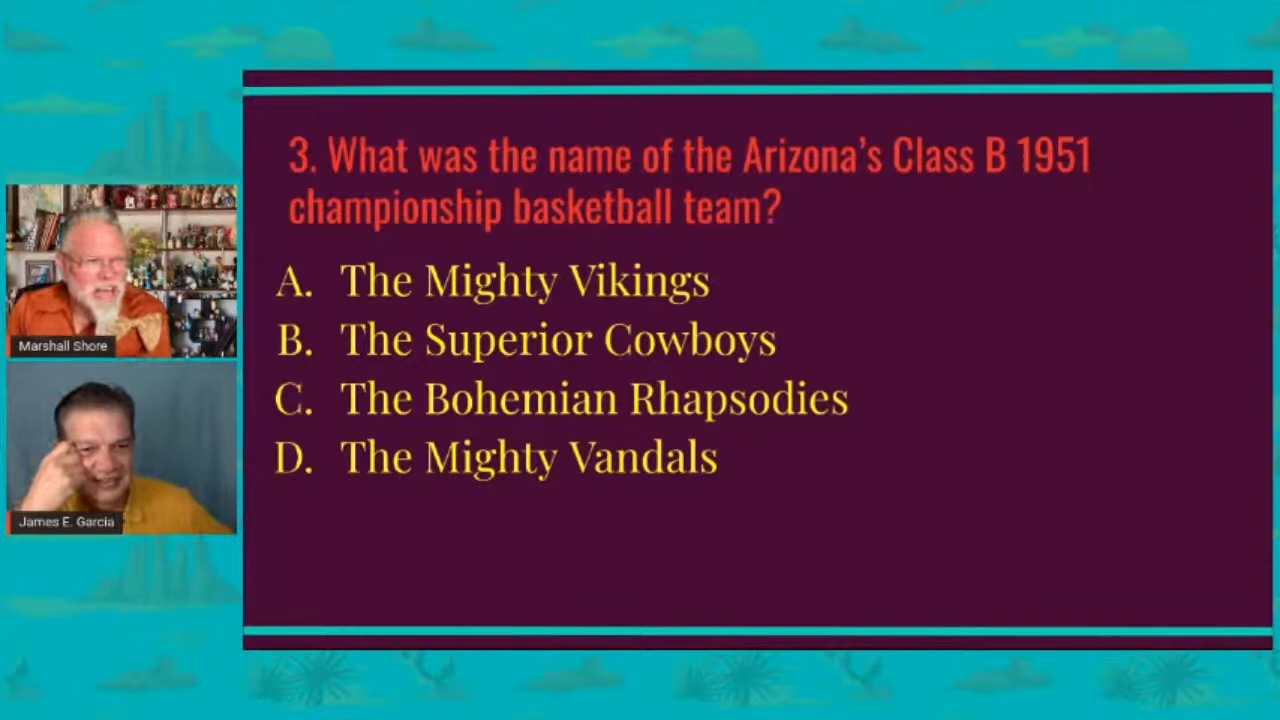 3. What was the name of the Arizona's Class B 1951
championship basketball team?
A. The Mighty Vikings
B. The Superior Cowboys
C. The Bohemian Rhapsodies
D. The Mighty Vandals
Marshall Shore
James E. Garcia